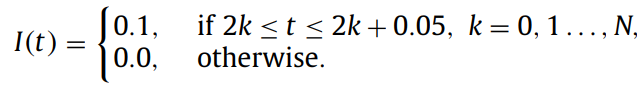 I(t) = { 0.1, if 2k ≤ t ≤ 2k + 0.05, k = 0, 1 . . . , N,
0.0, otherwise.